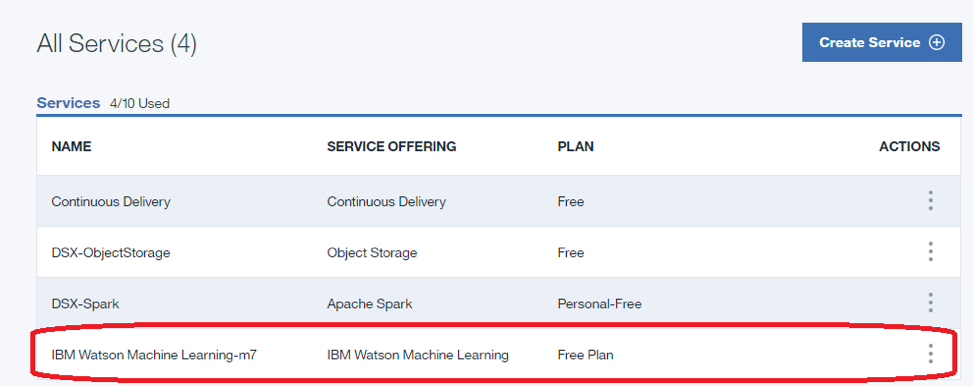 All Services (4)
Create Service
Services 4/10 Used
NAME SERVICE OFFERING PLAN ACTIONS
Continuous Delivery Continuous Delivery Free
DSX-ObjectStorage Object Storage Free
DSX-Spark Apache Spark Personal-Free
IBM Watson Machine Learning-m7 IBM Watson Machine Learning Free Plan